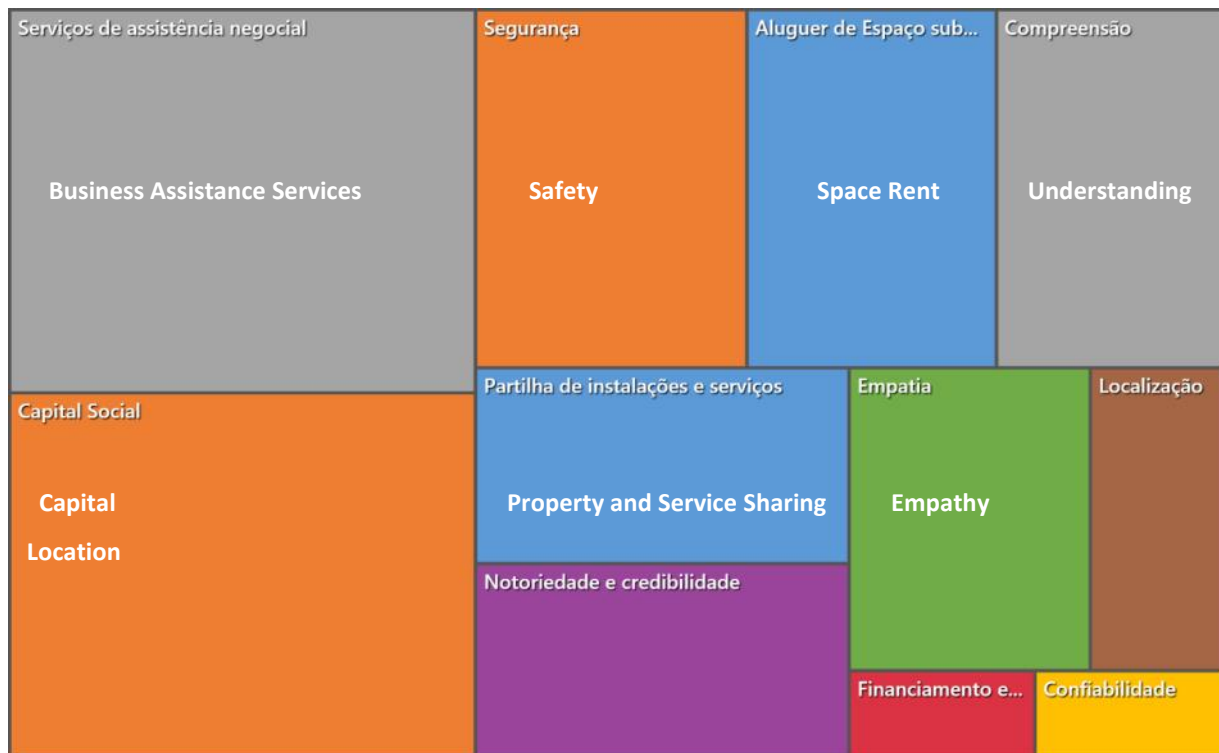 Serviços de assistência negocial
Business Assistance Services
Segurança
Safety
Aluguer de Espaço sub...
Space Rent
Compreensão
Understanding
Capital Social
Capital
Location
Partilha de instalações e serviços
Property and Service Sharing
Empatia
Empathy
Localização
Notoriedade e credibilidade
Financiamento e...
Confiabilidade